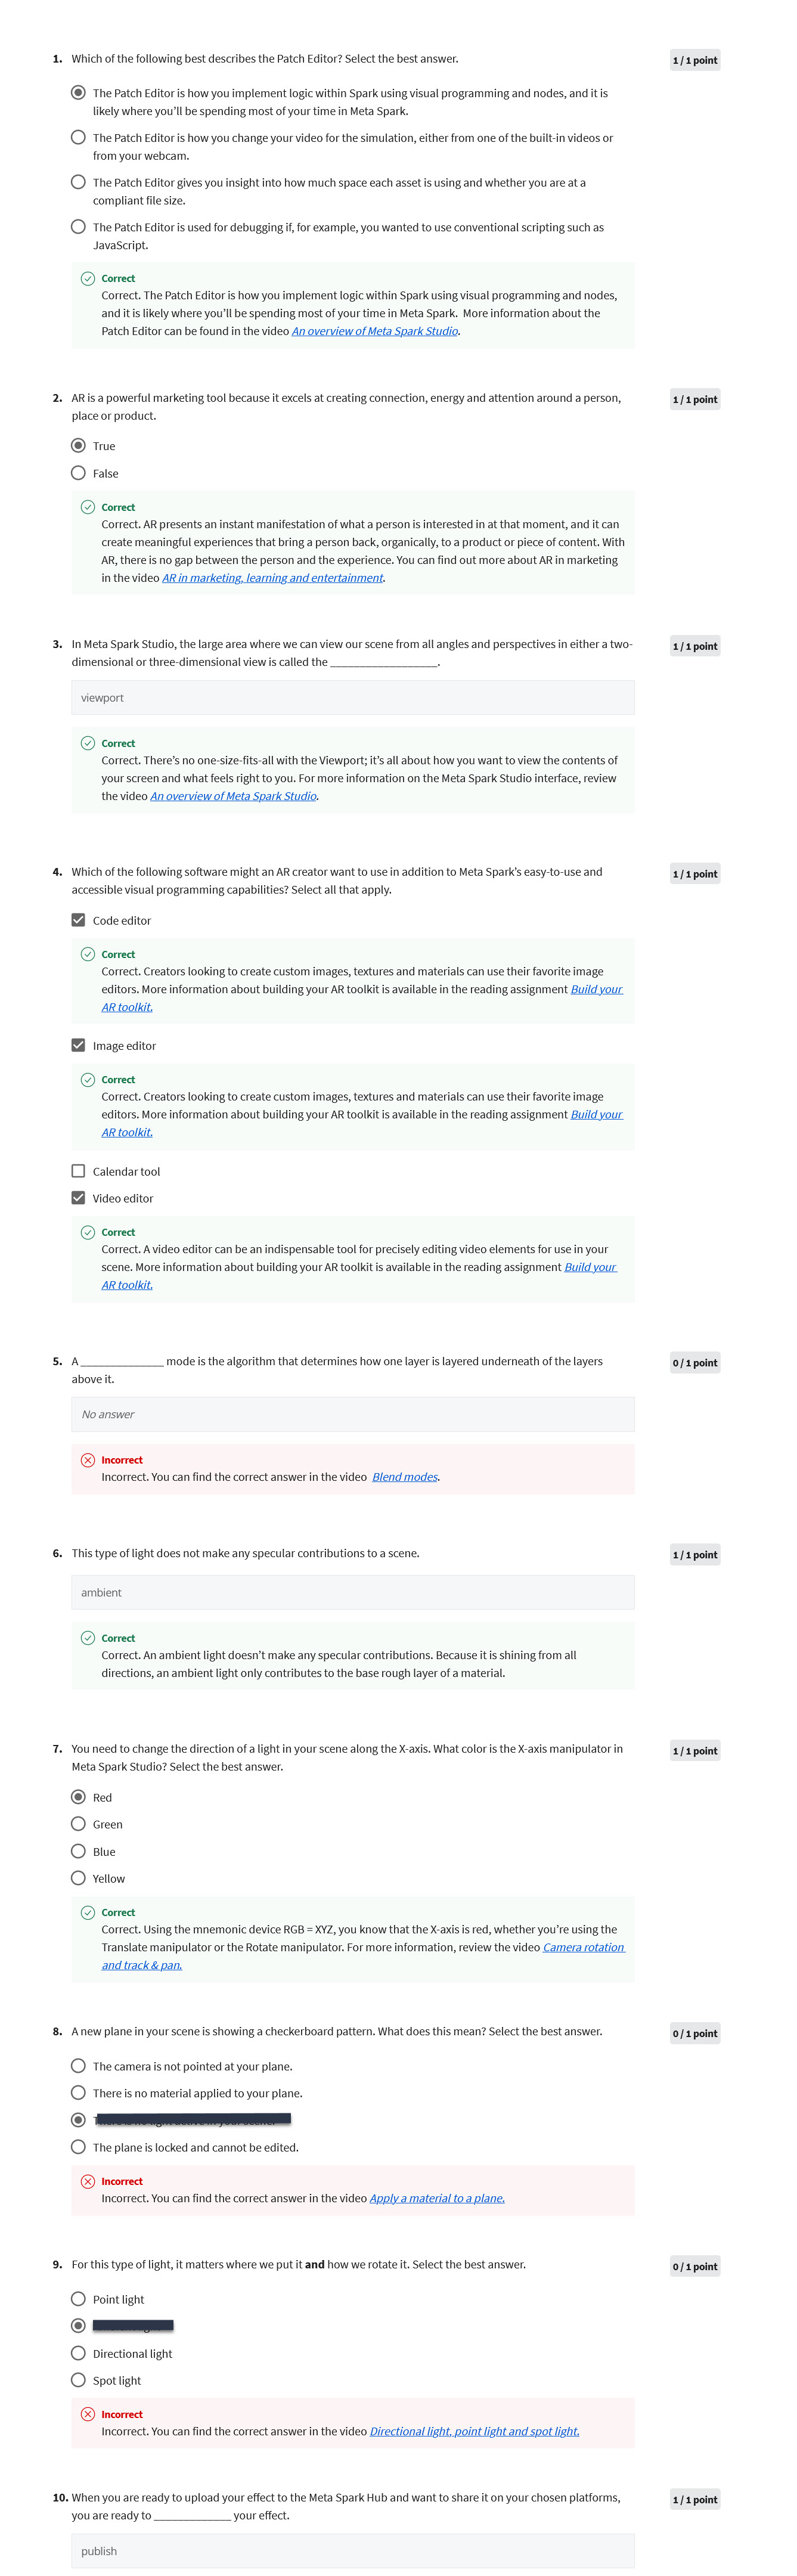 1. Which of the following best describes the Patch Editor? Select the best answer.
1 / 1 point
The Patch Editor is how you implement logic within Spark using visual programming and nodes, and it is
likely where you’ll be spending most of your time in Meta Spark.
The Patch Editor is how you change your video for the simulation, either from one of the built-in videos or
from your webcam.
The Patch Editor gives you insight into how much space each asset is using and whether you are at a
compliant file size.
The Patch Editor is used for debugging if, for example, you wanted to use conventional scripting such as
JavaScript.
Correct
Correct. The Patch Editor is how you implement logic within Spark using visual programming and nodes,
and it is likely where you’ll be spending most of your time in Meta Spark. More information about the
Patch Editor can be found in the video An overview of Meta Spark Studio.
2. AR is a powerful marketing tool because it excels at creating connection, energy and attention around a person,
place or product.
1 / 1 point
True
False
Correct
Correct. AR presents an instant manifestation of what a person is interested in at that moment, and it can
create meaningful experiences that bring a person back, organically, to a product or piece of content. With
AR, there is no gap between the person and the experience. You can find out more about AR in marketing
in the video AR in marketing, learning and entertainment.
3. In Meta Spark Studio, the large area where we can view our scene from all angles and perspectives in either a two-
dimensional or three-dimensional view is called the __________________.
1 / 1 point
viewport
Correct
Correct. There’s no one-size-fits-all with the Viewport; it’s all about how you want to view the contents of
your screen and what feels right to you. For more information on the Meta Spark Studio interface, review
the video An overview of Meta Spark Studio.
4. Which of the following software might an AR creator want to use in addition to Meta Spark’s easy-to-use and
accessible visual programming capabilities? Select all that apply.
1 / 1 point
Code editor
Correct
Correct. Creators looking to create custom images, textures and materials can use their favorite image
editors. More information about building your AR toolkit is available in the reading assignment Build your
AR toolkit.
Image editor
Correct
Correct. Creators looking to create custom images, textures and materials can use their favorite image
editors. More information about building your AR toolkit is available in the reading assignment Build your
AR toolkit.
Calendar tool
Video editor
Correct
Correct. A video editor can be an indispensable tool for precisely editing video elements for use in your
scene. More information about building your AR toolkit is available in the reading assignment Build your
AR toolkit.
5. A ______________ mode is the algorithm that determines how one layer is layered underneath of the layers
above it.
0 / 1 point
No answer
Incorrect
Incorrect. You can find the correct answer in the video Blend modes.
6. This type of light does not make any specular contributions to a scene.
1 / 1 point
ambient
Correct
Correct. An ambient light doesn’t make any specular contributions. Because it is shining from all
directions, an ambient light only contributes to the base rough layer of a material.
7. You need to change the direction of a light in your scene along the X-axis. What color is the X-axis manipulator in
Meta Spark Studio? Select the best answer.
1 / 1 point
Red
Green
Blue
Yellow
Correct
Correct. Using the mnemonic device RGB = XYZ, you know that the X-axis is red, whether you’re using the
Translate manipulator or the Rotate manipulator. For more information, review the video Camera rotation
and track & pan.
8. A new plane in your scene is showing a checkerboard pattern. What does this mean? Select the best answer.
0 / 1 point
The camera is not pointed at your plane.
There is no material applied to your plane.
The plane is locked and cannot be edited.
Incorrect
Incorrect. You can find the correct answer in the video Apply a material to a plane.
9. For this type of light, it matters where we put it and how we rotate it. Select the best answer.
0 / 1 point
Point light
Directional light
Spot light
Incorrect
Incorrect. You can find the correct answer in the video Directional light, point light and spot light.
10. When you are ready to upload your effect to the Meta Spark Hub and want to share it on your chosen platforms,
you are ready to _____________ your effect.
1 / 1 point
publish